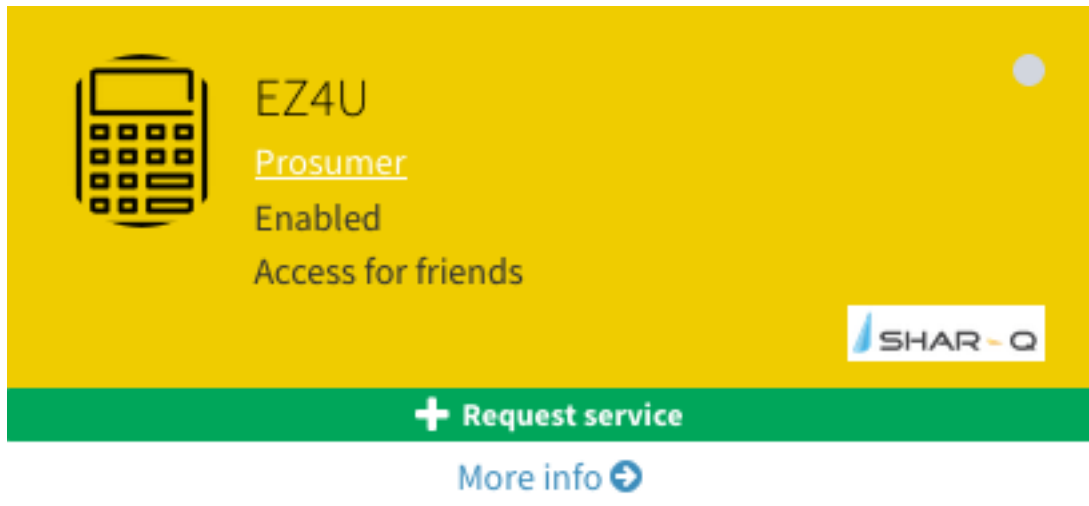 EZ4U
Prosumer
Enabled
Access for friends
SHAR-Q
Request service
More info